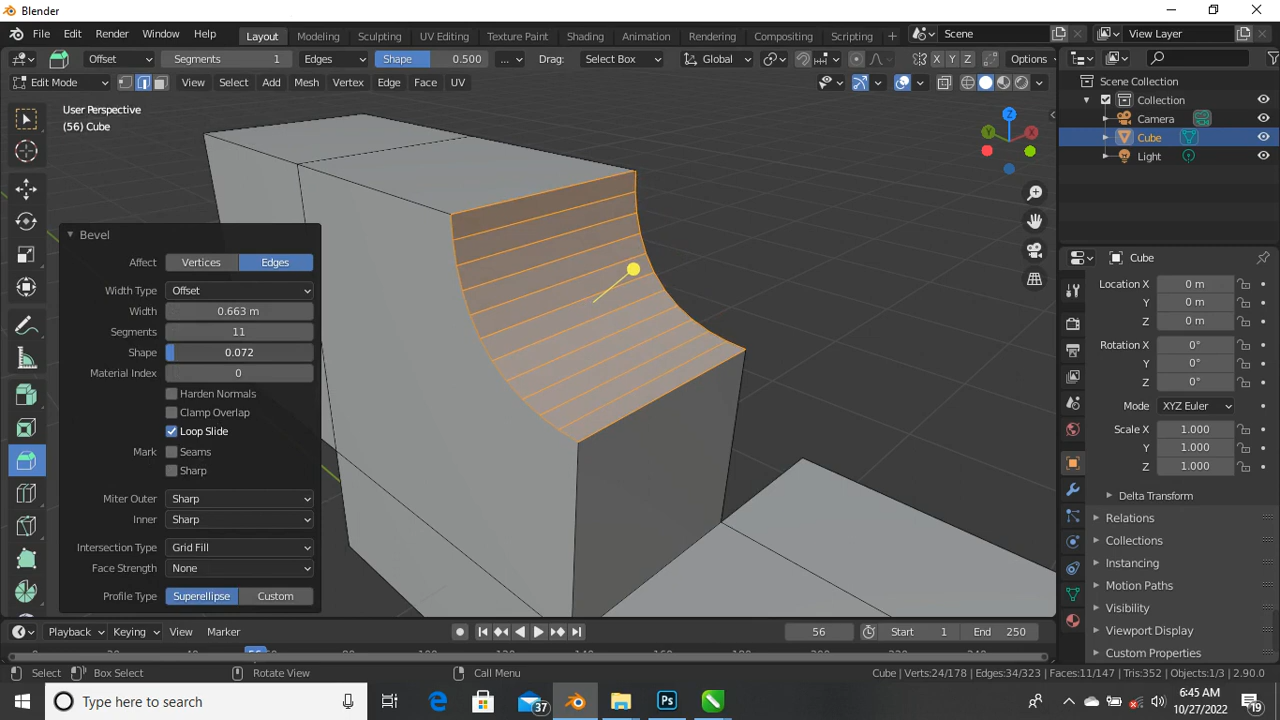 Blender
File Edit Render Window Help Layout Modeling Sculpting UV Editing Texture Paint Shading Animation Rendering Compositing Scripting Scene View Layer
Offset Segments 1 Edges Shape 0.500 ... Drag: Select Box Global X Y Z Options
Edit Mode View Select Add Mesh Vertex Edge Face UV
Scene Collection
Collection
Camera
Cube
Light
User Perspective
(56) Cube
Z
Y
X
Bevel
Affect Vertices Edges
Width Type Offset
Width 0.663 m
Segments 11
Shape 0.072
Material Index 0
Harden Normals
Clamp Overlap
Loop Slide
Mark Seams
Sharp
Miter Outer Sharp
Inner Sharp
Intersection Type Grid Fill
Face Strength None
Profile Type Superellipse Custom
Cube
Location X 0 m
Y 0 m
Z 0 m
Rotation X 0°
Y 0°
Z 0°
Mode XYZ Euler
Scale X 1.000
Y 1.000
Z 1.000
Delta Transform
Relations
Collections
Instancing
Motion Paths
Visibility
Viewport Display
Custom Properties
Playback Keying View Marker 56 Start 1 End 250
Select Box Select Rotate View Call Menu Cube | Verts:24/178 | Edges:34/323 | Faces:11/147 | Tris:352 | Objects:1/3 | 2.90.0
Type here to search 37 Ps 6:45 AM
10/27/2022 19